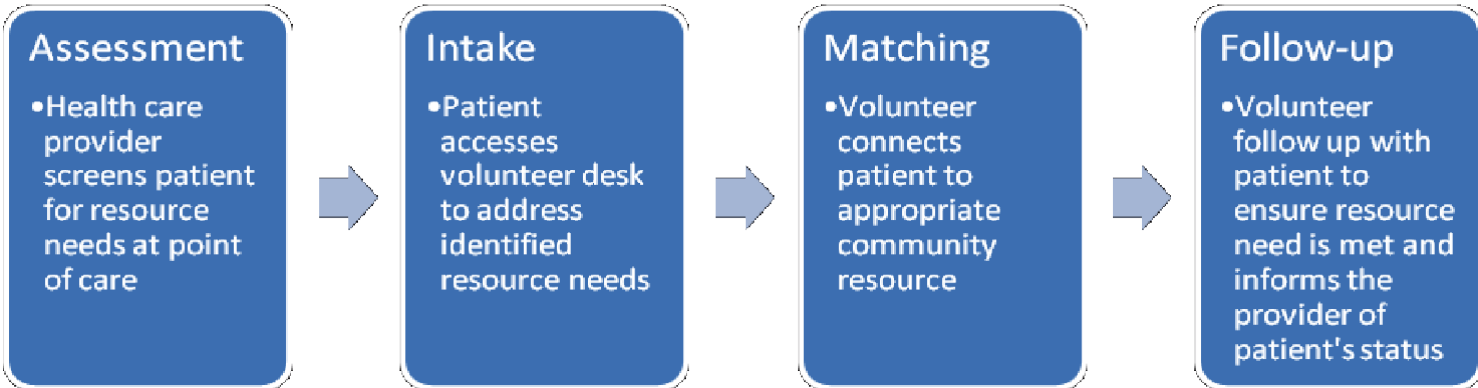 Assessment
•Health care
provider
screens patient
for resource
needs at point
of care
Intake
•Patient
accesses
volunteer desk
to address
identified
resource needs
Matching
•Volunteer
connects
patient to
appropriate
community
resource
Follow-up
•Volunteer
follow up with
patient to
ensure resource
need is met and
informs the
provider of
patient's status